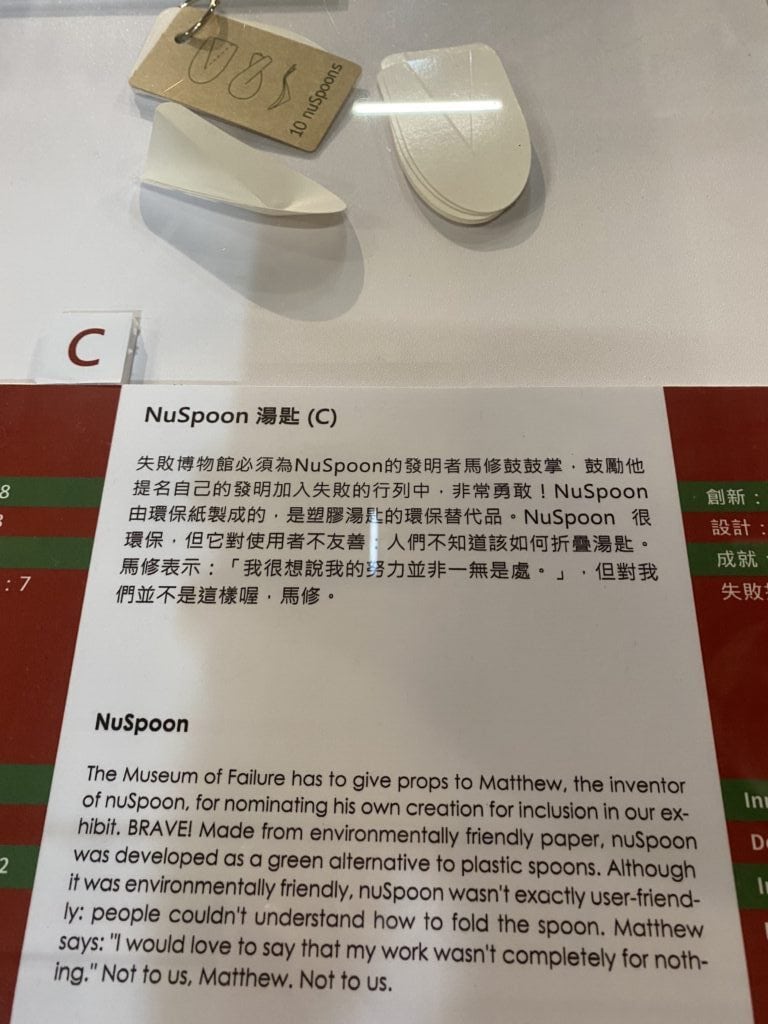 10 nuSpoons
C
NuSpoon 湯匙 (C)
失敗博物館必須為NuSpoon的發明者馬修鼓鼓掌，鼓勵他
提名自己的發明加入失敗的行列中，非常勇敢！NuSpoon
由環保紙製成的，是塑膠湯匙的環保替代品。NuSpoon 很
環保，但它對使用者不友善；人們不知道該如何折疊湯匙。
馬修表示：「我很想說我的努力並非一無是處。」，但對我
們並不是這樣喔，馬修。
NuSpoon
The Museum of Failure has to give props to Matthew, the inventor
of nuSpoon, for nominating his own creation for inclusion in our ex-
hibit. BRAVE! Made from environmentally friendly paper, nuSpoon
was developed as a green alternative to plastic spoons. Although
it was environmentally friendly, nuSpoon wasn't exactly user-friend-
ly: people couldn't understand how to fold the spoon. Matthew
says: "I would love to say that my work wasn't completely for noth-
ing." Not to us, Matthew. Not to us.
8
: 7
2
創新：
設計：
成就
失敗